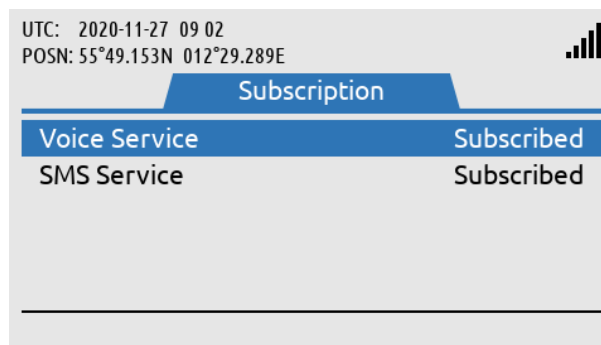 UTC: 2020-11-27 09 02
POSN: 55°49.153N 012°29.289E
Subscription
Voice Service Subscribed
SMS Service Subscribed